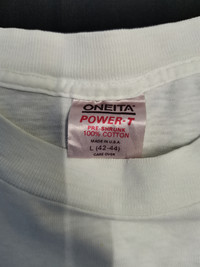 ONEITA
POWER-T
PRE-SHRUNK
100% COTTON
MADE IN U.S.A.
L (42-44)